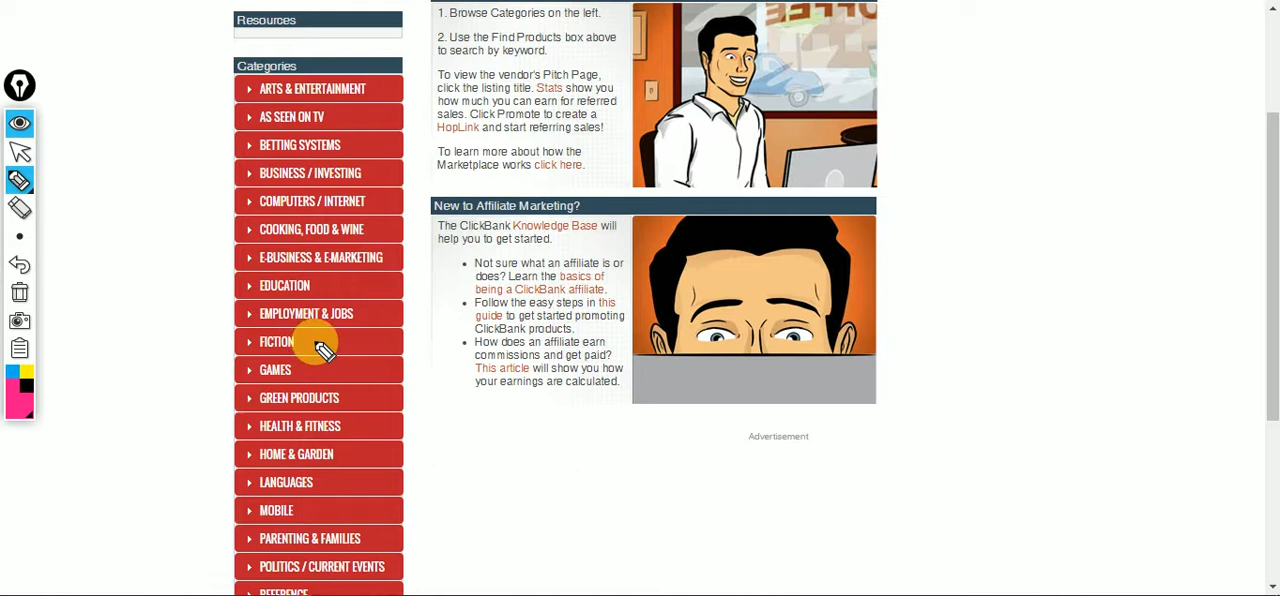 Resources
Categories
ARTS & ENTERTAINMENT
AS SEEN ON TV
BETTING SYSTEMS
BUSINESS / INVESTING
COMPUTERS / INTERNET
COOKING, FOOD & WINE
E-BUSINESS & E-MARKETING
EDUCATION
EMPLOYMENT & JOBS
FICTION
GAMES
GREEN PRODUCTS
HEALTH & FITNESS
HOME & GARDEN
LANGUAGES
MOBILE
PARENTING & FAMILIES
POLITICS / CURRENT EVENTS
REFERENCE
1. Browse Categories on the left.
2. Use the Find Products box above
to search by keyword.
To view the vendor's Pitch Page,
click the listing title. Stats show you
how much you can earn for referred
sales. Click Promote to create a
HopLink and start referring sales!
To learn more about how the
Marketplace works click here.
New to Affiliate Marketing?
The ClickBank Knowledge Base will
help you to get started.
Not sure what an affiliate is or
does? Learn the basics of
being a ClickBank affiliate.
Follow the easy steps in this
guide to get started promoting
ClickBank products.
How does an affiliate earn
commissions and get paid?
This article will show you how
your earnings are calculated.
Advertisement